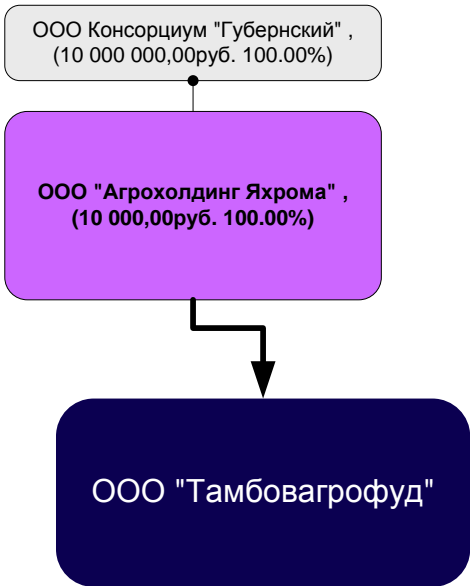 ООО Консорциум "Губернский" ,
(10 000 000,00руб. 100.00%)
ООО "Агрохолдинг Яхрома" ,
(10 000,00руб. 100.00%)
ООО "Тамбовагрофуд"